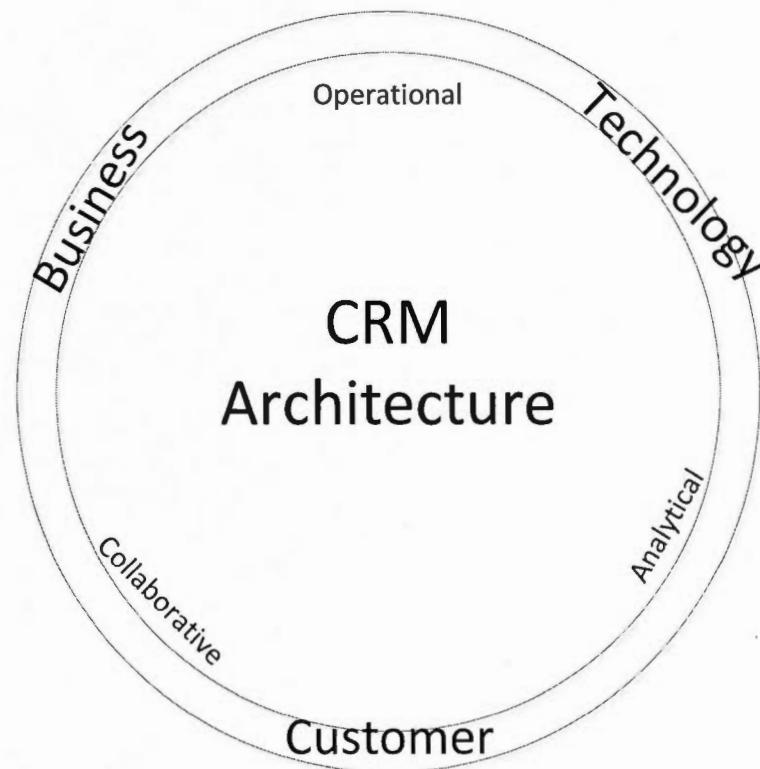 Operational
Business
Technology
CRM
Architecture
Analytical
Collaborative
Customer